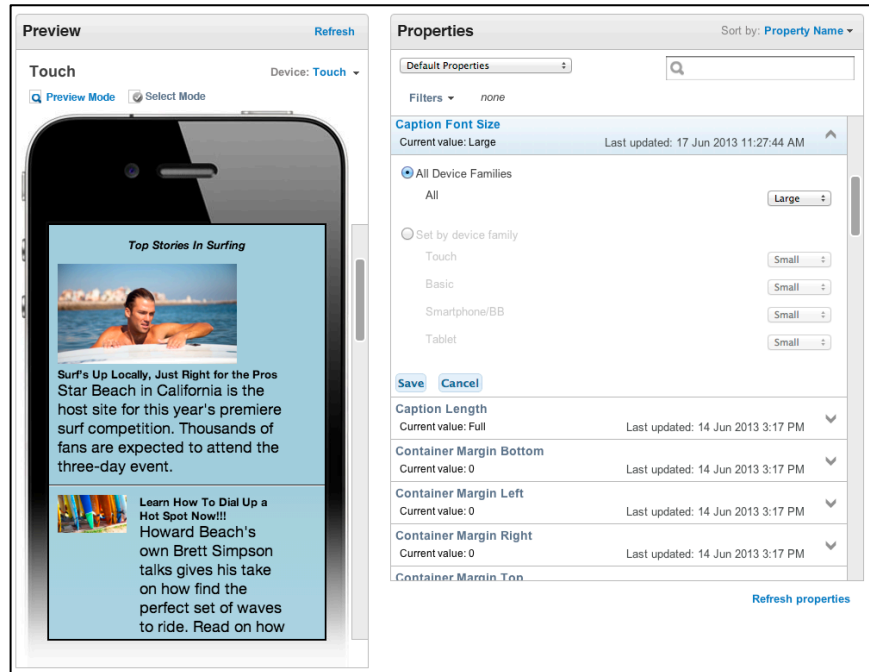 Preview
Refresh
Touch
Device: Touch
Preview Mode
Select Mode
Top Stories In Surfing
Surf's Up Locally, Just Right for the Pros
Star Beach in California is the
host site for this year's premiere
surf competition. Thousands of
fans are expected to attend the
three-day event.
Learn How To Dial Up a
Hot Spot Now!!!
Howard Beach's
own Brett Simpson
talks gives his take
on how find the
perfect set of waves
to ride. Read on how
Properties
Sort by: Property Name
Default Properties
Filters
none
Caption Font Size
Current value: Large
Last updated: 17 Jun 2013 11:27:44 AM
All Device Families
All
Large
Set by device family
Touch
Small
Basic
Small
Smartphone/BB
Small
Tablet
Small
Save
Cancel
Caption Length
Current value: Full
Last updated: 14 Jun 2013 3:17 PM
Container Margin Bottom
Current value: 0
Last updated: 14 Jun 2013 3:17 PM
Container Margin Left
Current value: 0
Last updated: 14 Jun 2013 3:17 PM
Container Margin Right
Current value: 0
Last updated: 14 Jun 2013 3:17 PM
Container Margin Top
Refresh properties